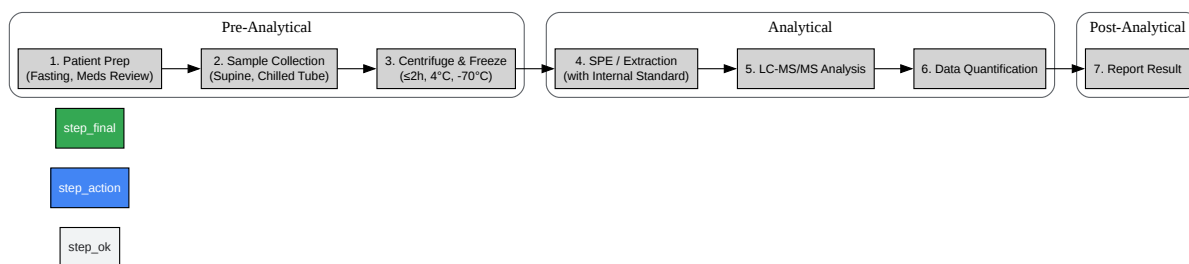 Pre-Analytical
1. Patient Prep
(Fasting, Meds Review)
2. Sample Collection
(Supine, Chilled Tube)
3. Centrifuge & Freeze
(≤2h, 4°C, -70°C)
Analytical
4. SPE / Extraction
(with Internal Standard)
5. LC-MS/MS Analysis
6. Data Quantification
Post-Analytical
7. Report Result
step_final
step_action
step_ok